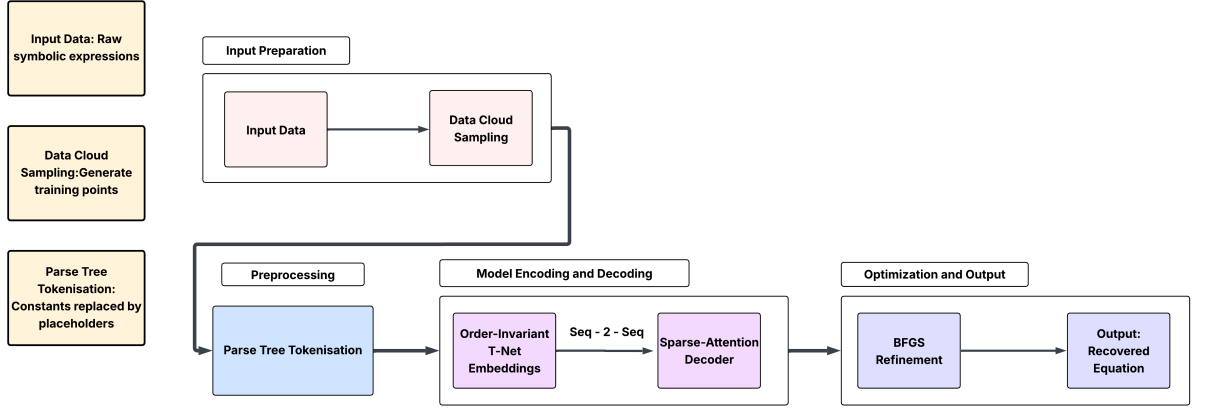 Input Data: Raw
symbolic expressions
Data Cloud
Sampling:Generate
training points
Parse Tree
Tokenisation:
Constants replaced by
placeholders
Input Preparation
Input Data
Data Cloud
Sampling
Preprocessing
Parse Tree Tokenisation
Model Encoding and Decoding
Order-Invariant
T-Net
Embeddings
Seq - 2 - Seq
Sparse-Attention
Decoder
Optimization and Output
BFGS
Refinement
Output:
Recovered
Equation